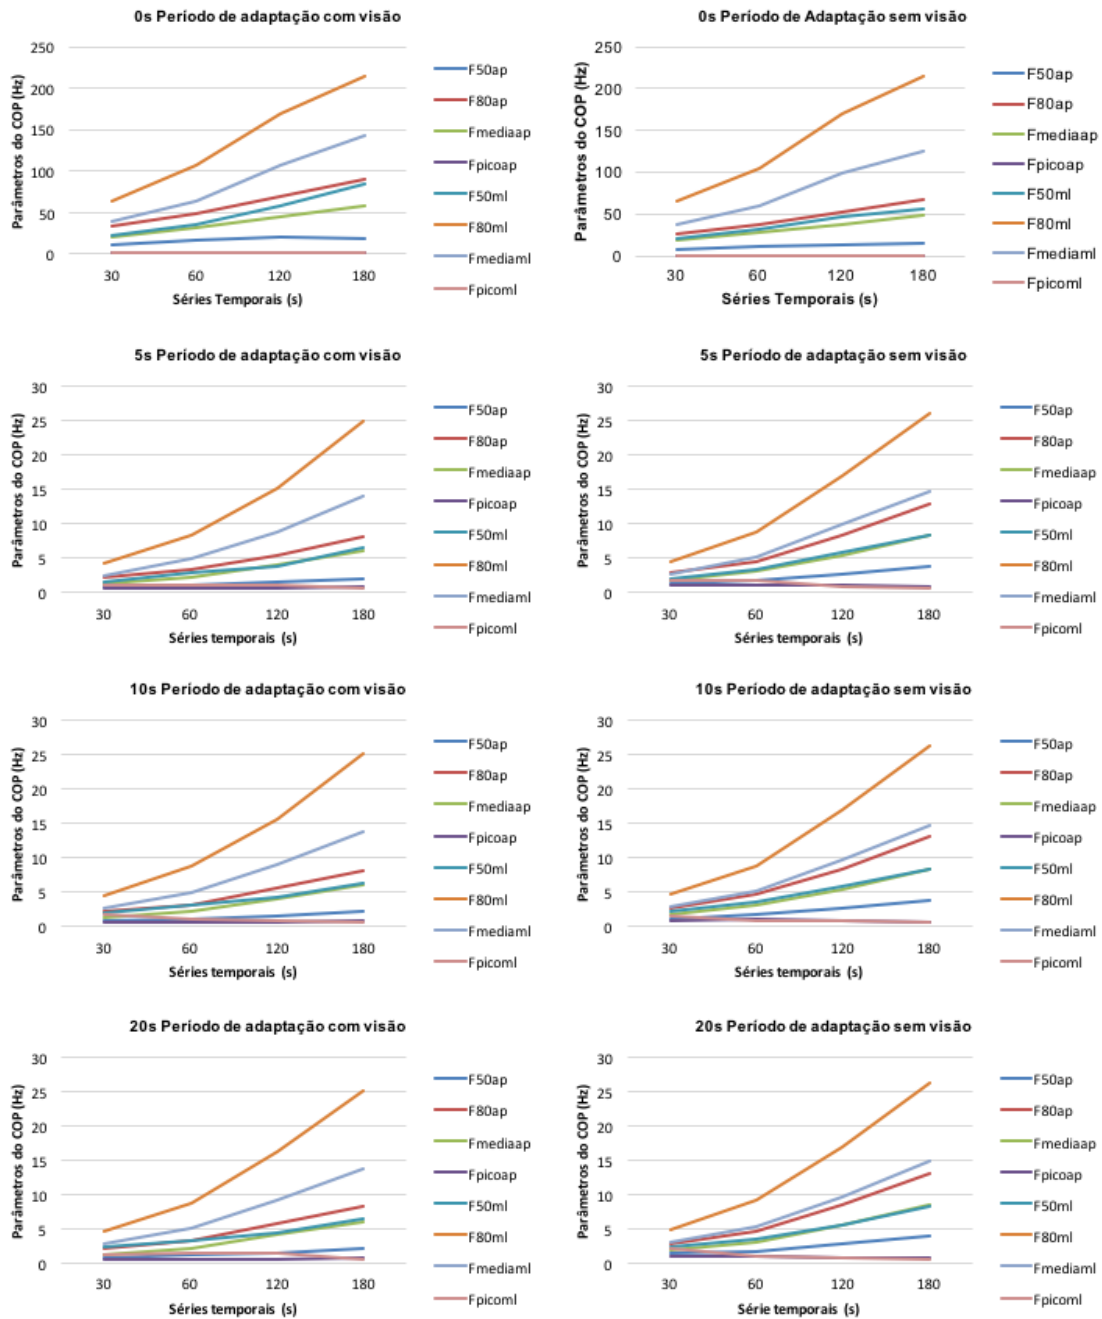 0s Período de adaptação com visão
Parâmetros do COP (Hz)
250
200
150
100
50
0
30 60 120 180
Séries Temporais (s)
F50ap
F80ap
Fmediaap
Fpicoap
F50ml
F80ml
Fmediaml
Fpicoml
0s Período de Adaptação sem visão
Parâmetros do COP (Hz)
250
200
150
100
50
0
30 60 120 180
Séries Temporais (s)
F50ap
F80ap
Fmediaap
Fpicoap
F50ml
F80ml
Fmediaml
Fpicoml
5s Período de adaptação com visão
Parâmetros do COP (Hz)
30
25
20
15
10
5
0
30 60 120 180
Séries temporais (s)
F50ap
F80ap
Fmediaap
Fpicoap
F50ml
F80ml
Fmediaml
Fpicoml
5s Período de adaptação sem visão
Parâmetros do COP (Hz)
30
25
20
15
10
5
0
30 60 120 180
Séries temporais (s)
F50ap
F80ap
Fmediaap
Fpicoap
F50ml
F80ml
Fmediaml
Fpicoml
10s Período de adaptação com visão
Parâmetros do COP (Hz)
30
25
20
15
10
5
0
30 60 120 180
Séries temporais (s)
F50ap
F80ap
Fmediaap
Fpicoap
F50ml
F80ml
Fmediaml
Fpicoml
10s Período de adaptação sem visão
Parâmetros do COP (Hz)
30
25
20
15
10
5
0
30 60 120 180
Séries temporais (s)
F50ap
F80ap
Fmediaap
Fpicoap
F50ml
F80ml
Fmediaml
Fpicoml
20s Período de adaptação com visão
Parâmetros do COP (Hz)
30
25
20
15
10
5
0
30 60 120 180
Séries temporais (s)
F50ap
F80ap
Fmediaap
Fpicoap
F50ml
F80ml
Fmediaml
Fpicoml
20s Período de adaptação sem visão
Parâmetros do COP (Hz)
30
25
20
15
10
5
0
30 60 120 180
Série temporais (s)
F50ap
F80ap
Fmediaap
Fpicoap
F50ml
F80ml
Fmediaml
Fpicoml